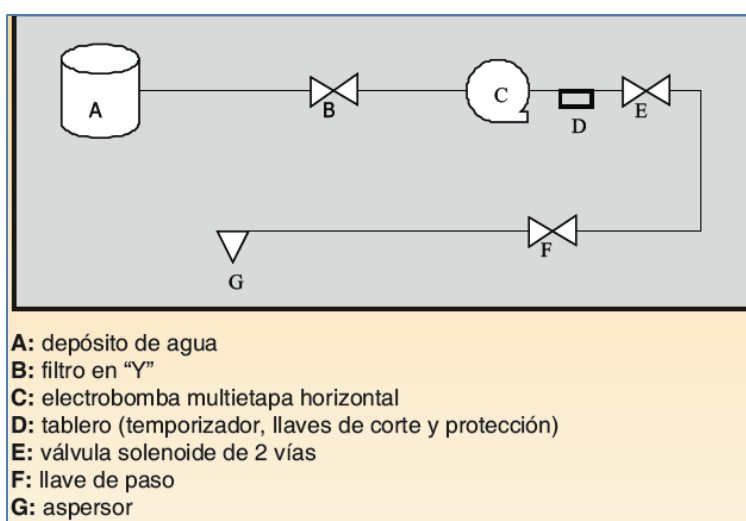 A
B
C
D
E
F
G
A: depósito de agua
B: filtro en “Y”
C: electrobomba multietapa horizontal
D: tablero (temporizador, llaves de corte y protección)
E: válvula solenoide de 2 vías
F: llave de paso
G: aspersor